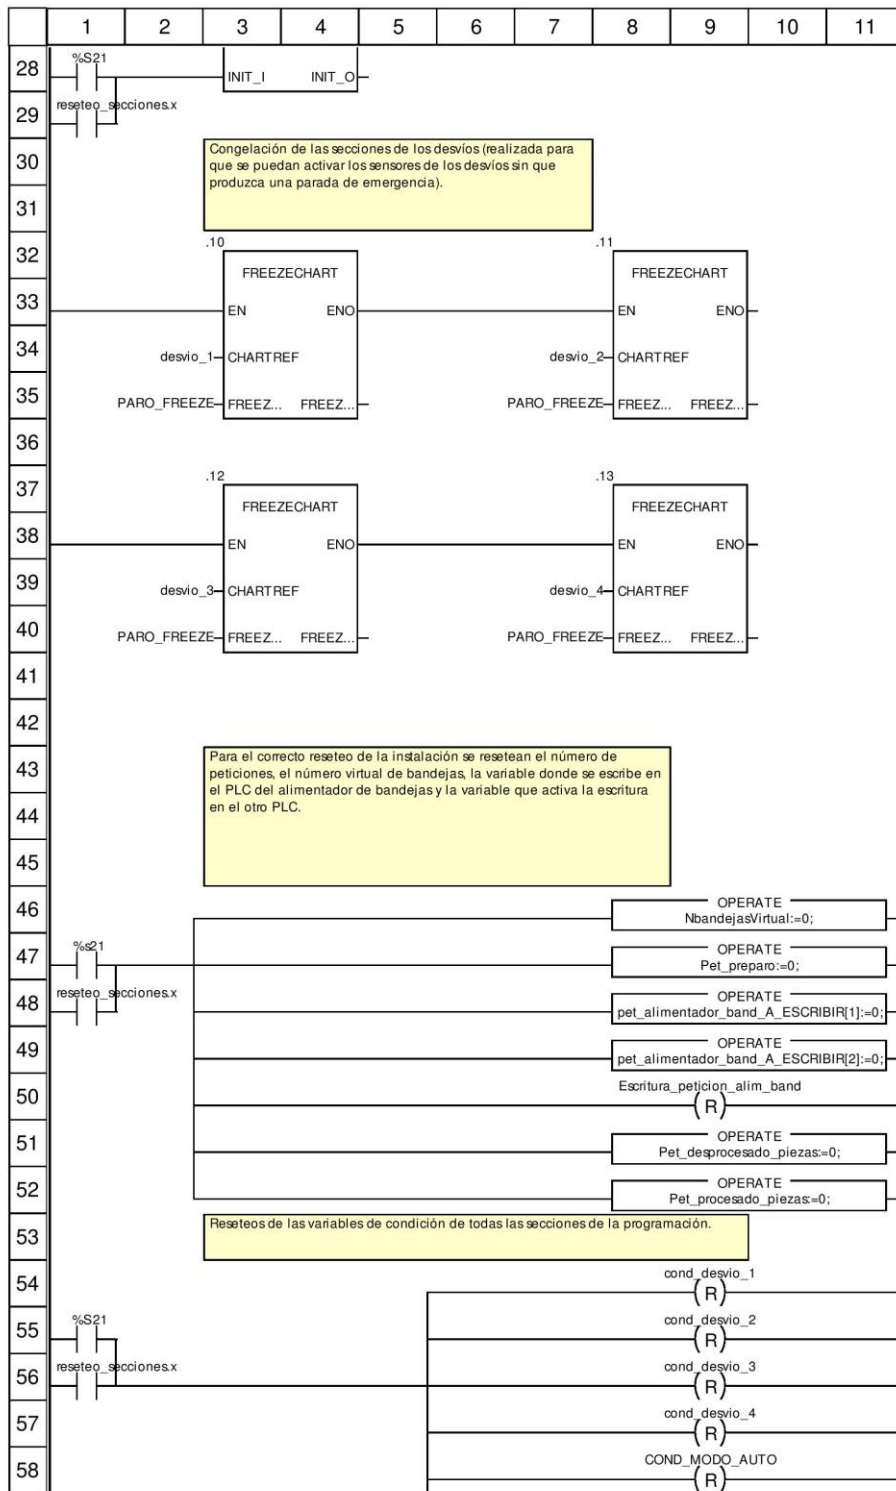 1 2 3 4 5 6 7 8 9 10 11
28
%S21
INIT_I INIT_O
29
reseteo_secciones.x
30
Congelación de las secciones de los desvíos (realizada para
que se puedan activar los sensores de los desvíos sin que
produzca una parada de emergencia).
31
32
.10 .11
FREEZECHART FREEZECHART
33
EN ENO EN ENO
34
desvio_1 CHARTREF desvio_2 CHARTREF
35
PARO_FREEZE FREEZ... FREEZ... PARO_FREEZE FREEZ... FREEZ...
36
37
.12 .13
FREEZECHART FREEZECHART
38
EN ENO EN ENO
39
desvio_3 CHARTREF desvio_4 CHARTREF
40
PARO_FREEZE FREEZ... FREEZ... PARO_FREEZE FREEZ... FREEZ...
41
42
43
Para el correcto reseteo de la instalación se resetean el número de
peticiones, el número virtual de bandejas, la variable donde se escribe en
el PLC del alimentador de bandejas y la variable que activa la escritura
en el otro PLC.
44
45
46
OPERATE
NbandejasVirtual:=0;
47
%s21
OPERATE
Pet_preparo:=0;
48
reseteo_secciones.x
OPERATE
pet_alimentador_band_A_ESCRIBIR[1]:=0;
49
OPERATE
pet_alimentador_band_A_ESCRIBIR[2]:=0;
50
Escritura_peticion_alim_band
R
51
OPERATE
Pet_desprocesado_piezas:=0;
52
OPERATE
Pet_procesado_piezas:=0;
53
Reseteos de las variables de condición de todas las secciones de la programación.
54
cond_desvio_1
R
55
%S21
cond_desvio_2
R
56
reseteo_secciones.x
cond_desvio_3
R
57
cond_desvio_4
R
58
COND_MODO_AUTO
R